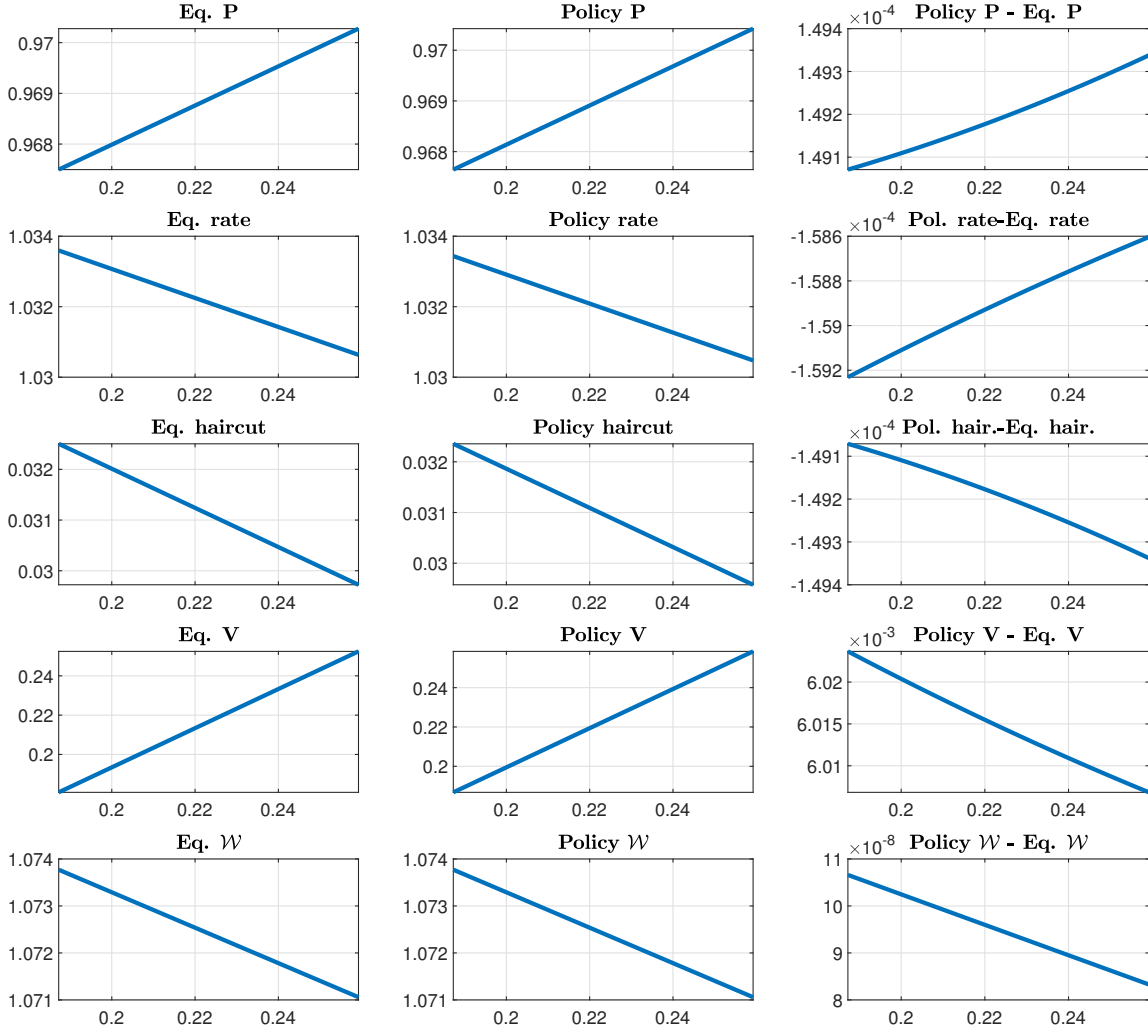 Eq. P
0.97
0.969
0.968
0.2 0.22 0.24
Policy P
0.97
0.969
0.968
0.2 0.22 0.24
Policy P - Eq. P
×10⁻⁴
1.494
1.493
1.492
1.491
0.2 0.22 0.24
Eq. rate
1.034
1.032
1.03
0.2 0.22 0.24
Policy rate
1.034
1.032
1.03
0.2 0.22 0.24
Pol. rate-Eq. rate
×10⁻⁴
-1.586
-1.588
-1.59
-1.592
0.2 0.22 0.24
Eq. haircut
0.032
0.031
0.03
0.2 0.22 0.24
Policy haircut
0.032
0.031
0.03
0.2 0.22 0.24
Pol. hair.-Eq. hair.
×10⁻⁴
-1.491
-1.492
-1.493
-1.494
0.2 0.22 0.24
Eq. V
0.24
0.22
0.2
0.2 0.22 0.24
Policy V
0.24
0.22
0.2
0.2 0.22 0.24
Policy V - Eq. V
×10⁻³
6.02
6.015
6.01
0.2 0.22 0.24
Eq. 𝒲
1.074
1.073
1.072
1.071
0.2 0.22 0.24
Policy 𝒲
1.074
1.073
1.072
1.071
0.2 0.22 0.24
Policy 𝒲 - Eq. 𝒲
×10⁻⁸
11
10
9
8
0.2 0.22 0.24